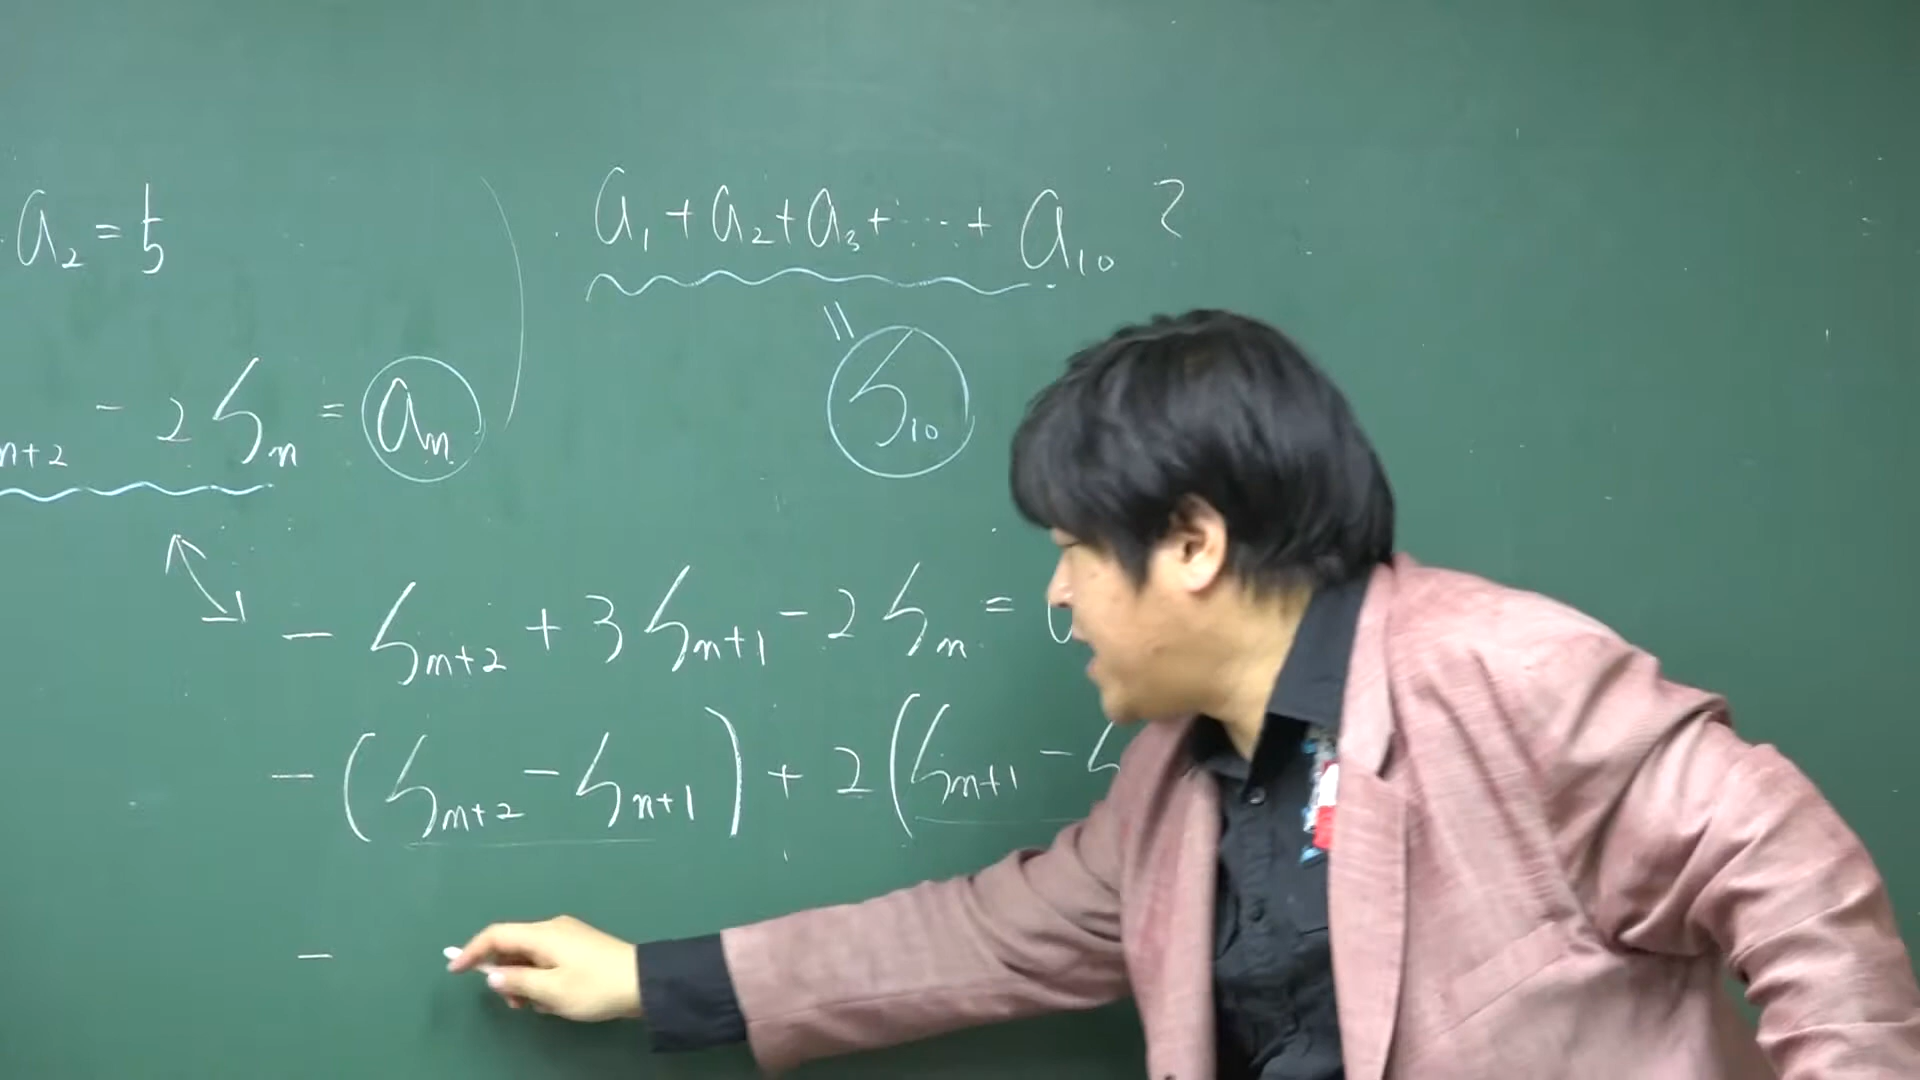 a₂ = 5
a₁ + a₂ + a₃ + ⋯ + a₁₀ ?
||
S₁₀
n+2 - 2Sₙ = aₙ
- Sₙ₊₂ + 3Sₙ₊₁ - 2Sₙ =
- (Sₙ₊₂ - Sₙ₊₁) + 2(Sₙ₊₁ - S
-